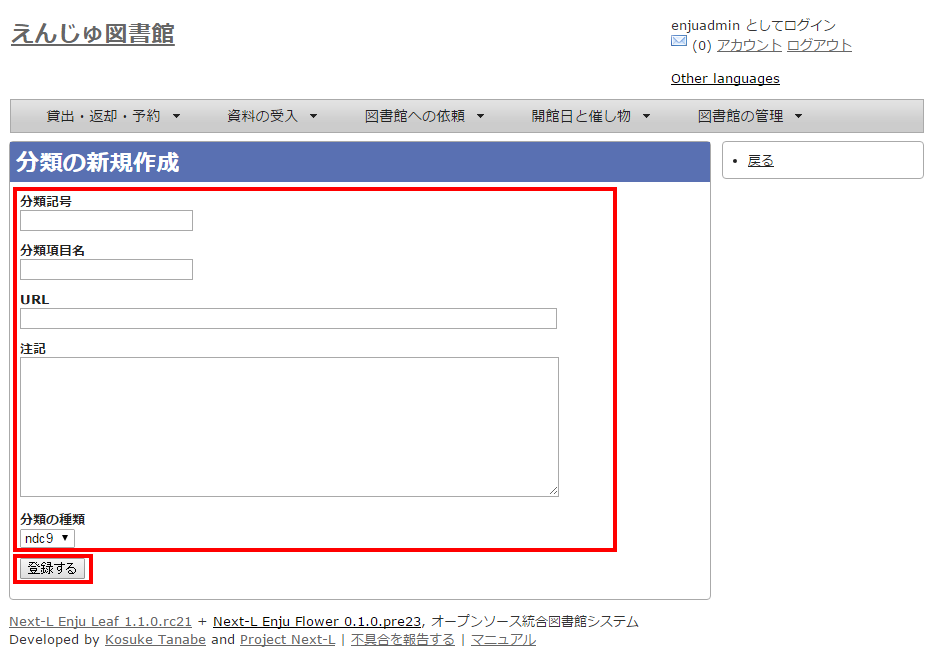 えんじゅ図書館
enjuadmin としてログイン
(0) アカウント ログアウト
Other languages
貸出・返却・予約 ▼ 資料の受入 ▼ 図書館への依頼 ▼ 開館日と催し物 ▼ 図書館の管理 ▼
分類の新規作成
• 戻る
分類記号
分類項目名
URL
注記
分類の種類
ndc9 ▼
登録する
Next-L Enju Leaf 1.1.0.rc21 + Next-L Enju Flower 0.1.0.pre23, オープンソース統合図書館システム
Developed by Kosuke Tanabe and Project Next-L | 不具合を報告する | マニュアル